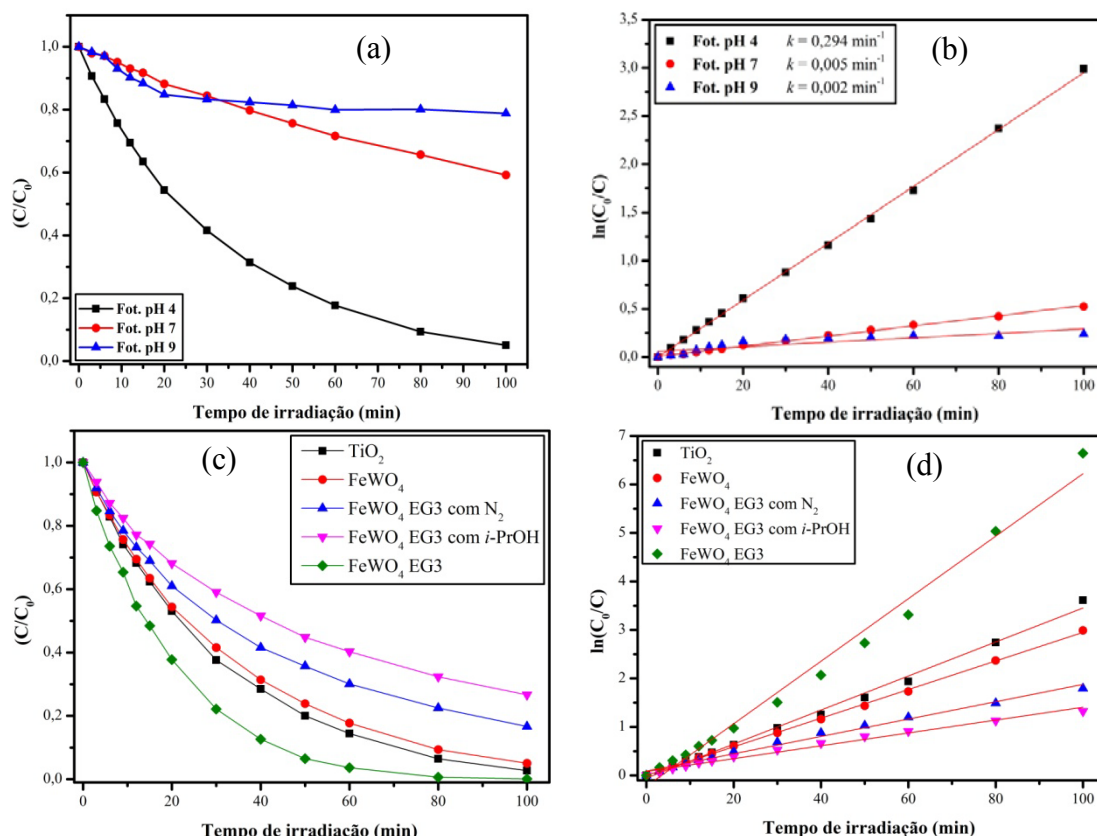 (a)
(C/C₀)
1,0
0,8
0,6
0,4
0,2
0,0
Fot. pH 4
Fot. pH 7
Fot. pH 9
0 10 20 30 40 50 60 70 80 90 100
Tempo de irradiação (min)
(b)
ln(C₀/C)
3,5
3,0
2,5
2,0
1,5
1,0
0,5
0,0
Fot. pH 4 k = 0,294 min⁻¹
Fot. pH 7 k = 0,005 min⁻¹
Fot. pH 9 k = 0,002 min⁻¹
0 20 40 60 80 100
Tempo de irradiação (min)
(c)
(C/C₀)
1,0
0,8
0,6
0,4
0,2
0,0
TiO₂
FeWO₄
FeWO₄ EG3 com N₂
FeWO₄ EG3 com i-PrOH
FeWO₄ EG3
0 20 40 60 80 100
Tempo de irradiação (min)
(d)
ln(C₀/C)
7
6
5
4
3
2
1
0
TiO₂
FeWO₄
FeWO₄ EG3 com N₂
FeWO₄ EG3 com i-PrOH
FeWO₄ EG3
0 20 40 60 80 100
Tempo de irradiação (min)